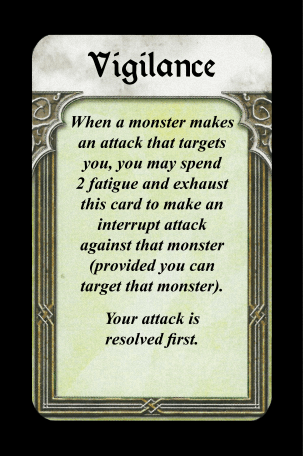 Vigilance
When a monster makes
an attack that targets
you, you may spend
2 fatigue and exhaust
this card to make an
interrupt attack
against that monster
(provided you can
target that monster).
Your attack is
resolved first.